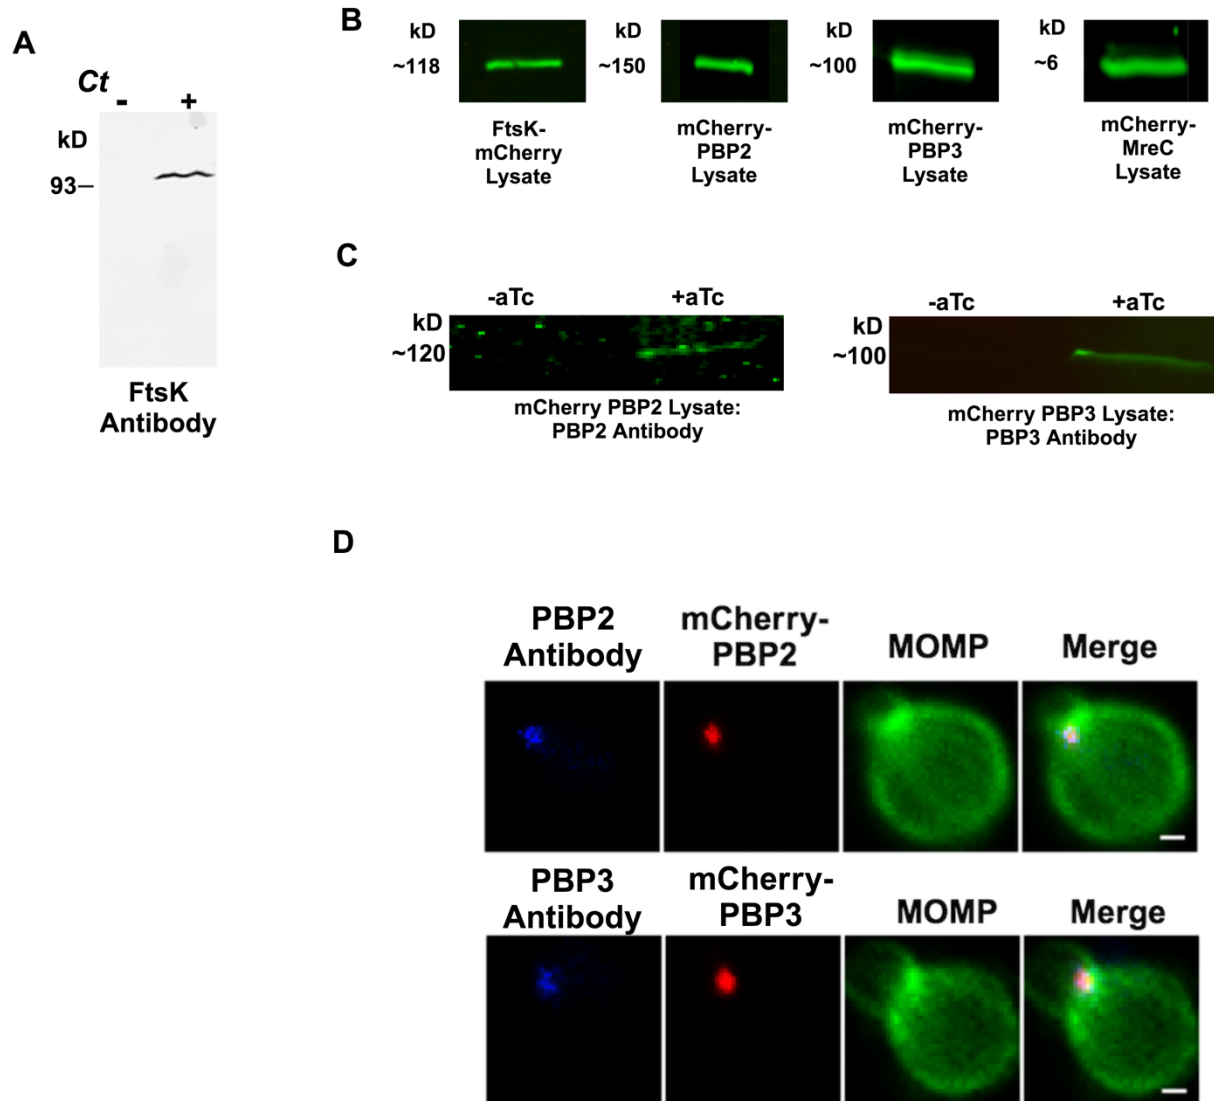 A
Ct
- +
kD
93–
FtsK
Antibody
B
kD
~118
FtsK-
mCherry
Lysate
kD
~150
mCherry-
PBP2
Lysate
kD
~100
mCherry-
PBP3
Lysate
kD
~6
mCherry-
MreC
Lysate
C
-aTc +aTc
kD
~120
mCherry PBP2 Lysate:
PBP2 Antibody
-aTc +aTc
kD
~100
mCherry PBP3 Lysate:
PBP3 Antibody
D
PBP2
Antibody
mCherry-
PBP2
MOMP
Merge
PBP3
Antibody
mCherry-
PBP3
MOMP
Merge